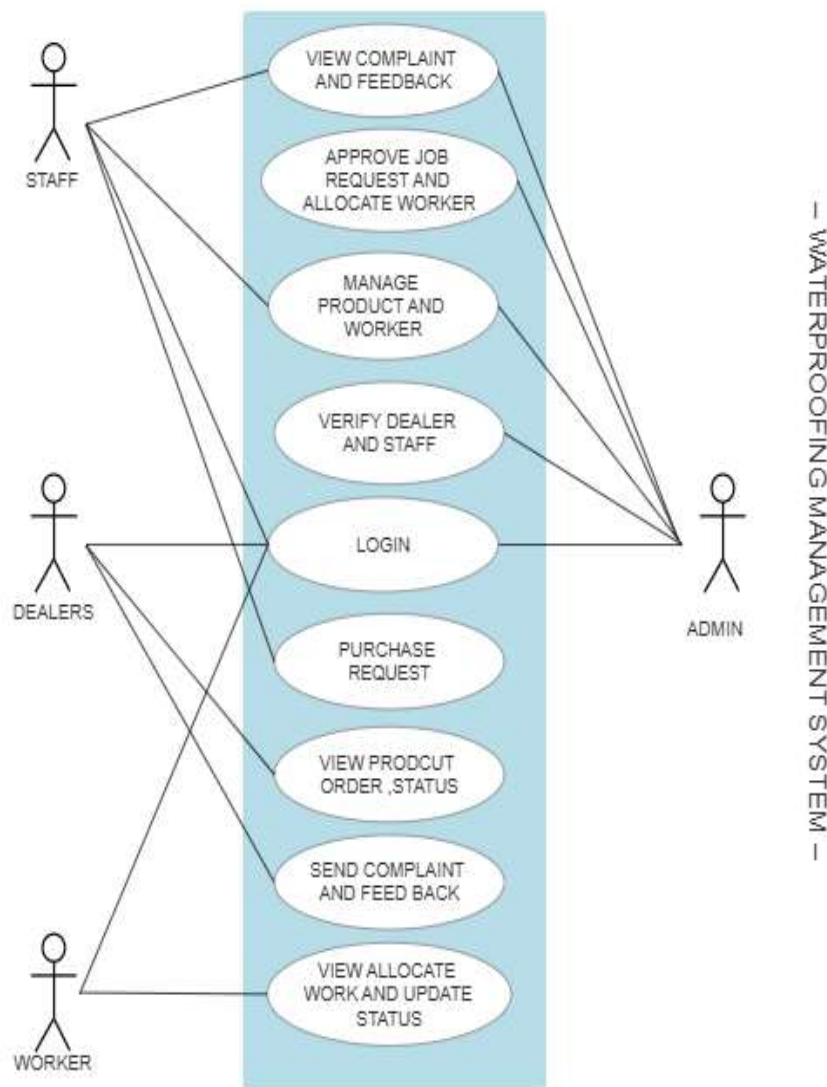 VIEW COMPLAINT
AND FEEDBACK
STAFF
APPROVE JOB
REQUEST AND
ALLOCATE WORKER
MANAGE
PRODUCT AND
WORKER
VERIFY DEALER
AND STAFF
LOGIN
DEALERS
ADMIN
PURCHASE
REQUEST
VIEW PRODCUT
ORDER ,STATUS
SEND COMPLAINT
AND FEED BACK
VIEW ALLOCATE
WORK AND UPDATE
STATUS
WORKER
– WATERPROOFING MANAGEMENT SYSTEM –